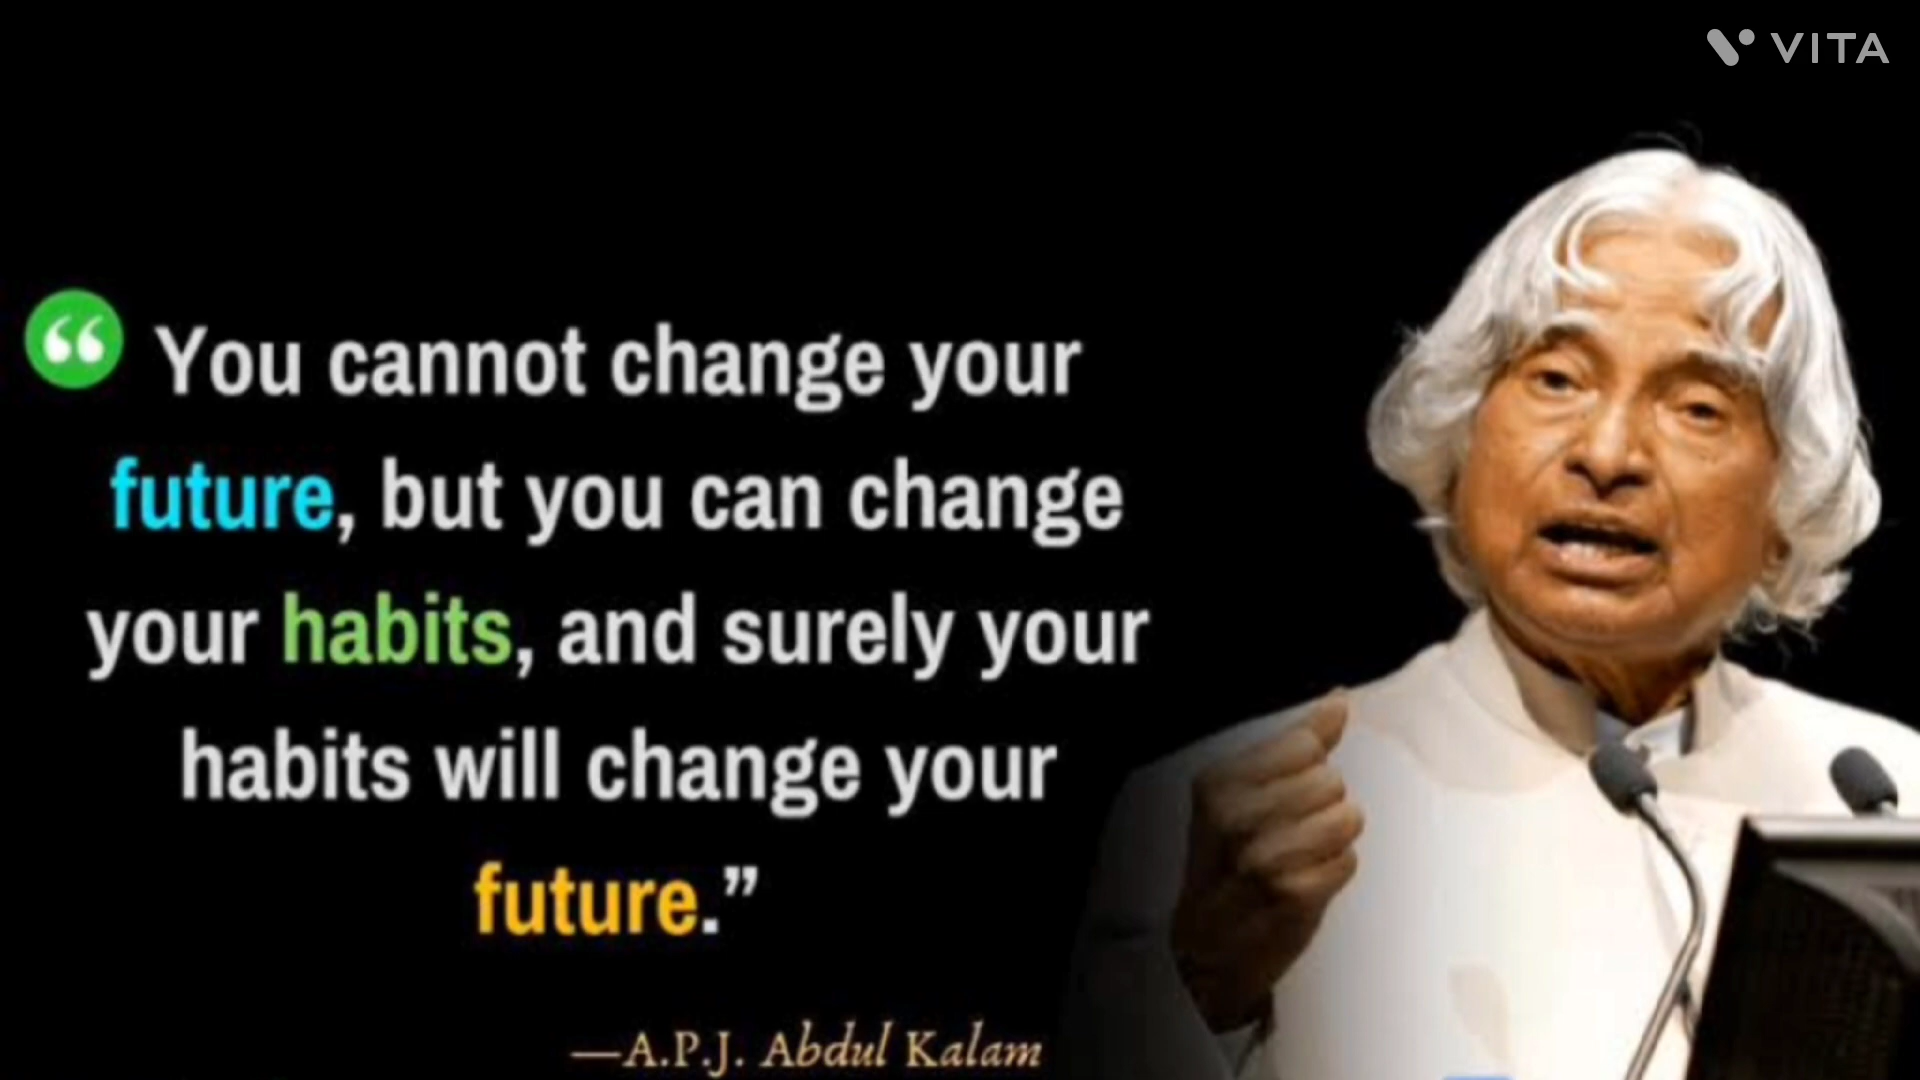 VITA
“ You cannot change your
future, but you can change
your habits, and surely your
habits will change your
future.”
—A.P.J. Abdul Kalam